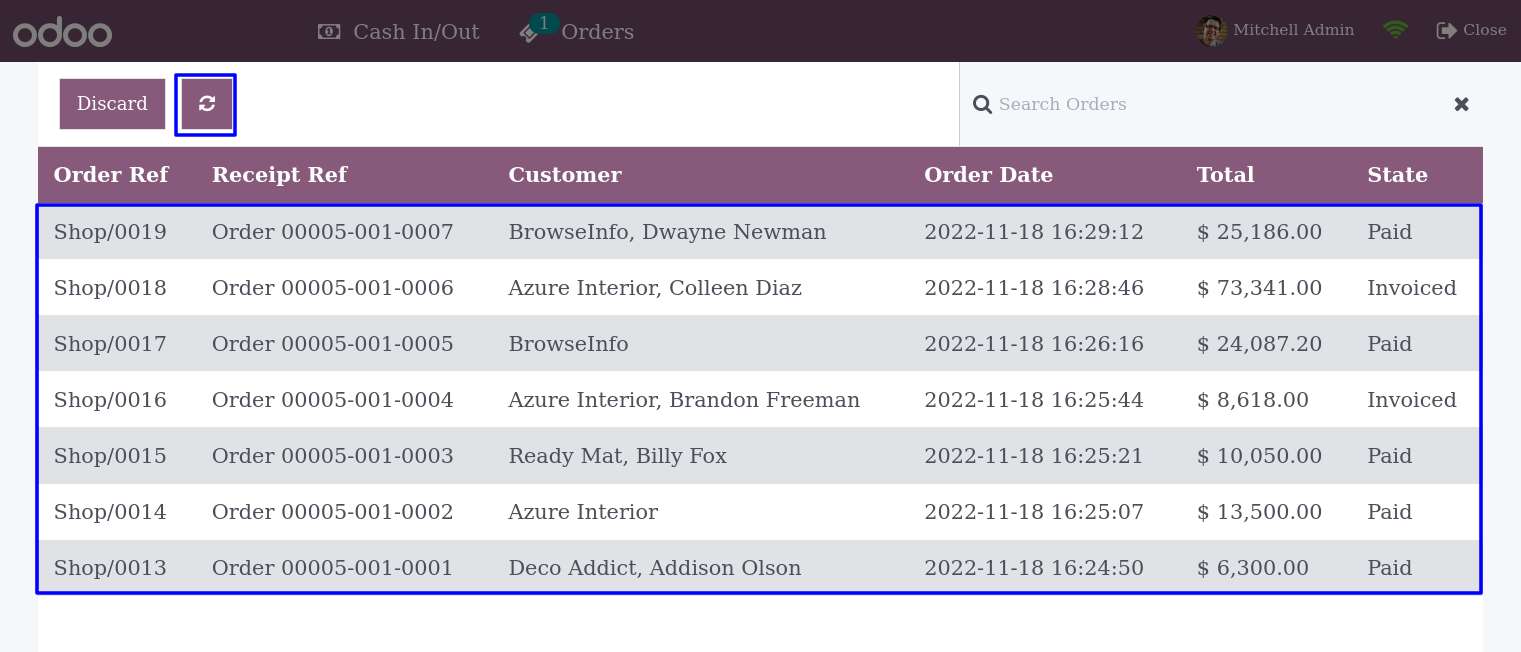 odoo Cash In/Out 1 Orders Mitchell Admin Close
Discard Search Orders
Order Ref Receipt Ref Customer Order Date Total State
Shop/0019 Order 00005-001-0007 BrowseInfo, Dwayne Newman 2022-11-18 16:29:12 $ 25,186.00 Paid
Shop/0018 Order 00005-001-0006 Azure Interior, Colleen Diaz 2022-11-18 16:28:46 $ 73,341.00 Invoiced
Shop/0017 Order 00005-001-0005 BrowseInfo 2022-11-18 16:26:16 $ 24,087.20 Paid
Shop/0016 Order 00005-001-0004 Azure Interior, Brandon Freeman 2022-11-18 16:25:44 $ 8,618.00 Invoiced
Shop/0015 Order 00005-001-0003 Ready Mat, Billy Fox 2022-11-18 16:25:21 $ 10,050.00 Paid
Shop/0014 Order 00005-001-0002 Azure Interior 2022-11-18 16:25:07 $ 13,500.00 Paid
Shop/0013 Order 00005-001-0001 Deco Addict, Addison Olson 2022-11-18 16:24:50 $ 6,300.00 Paid